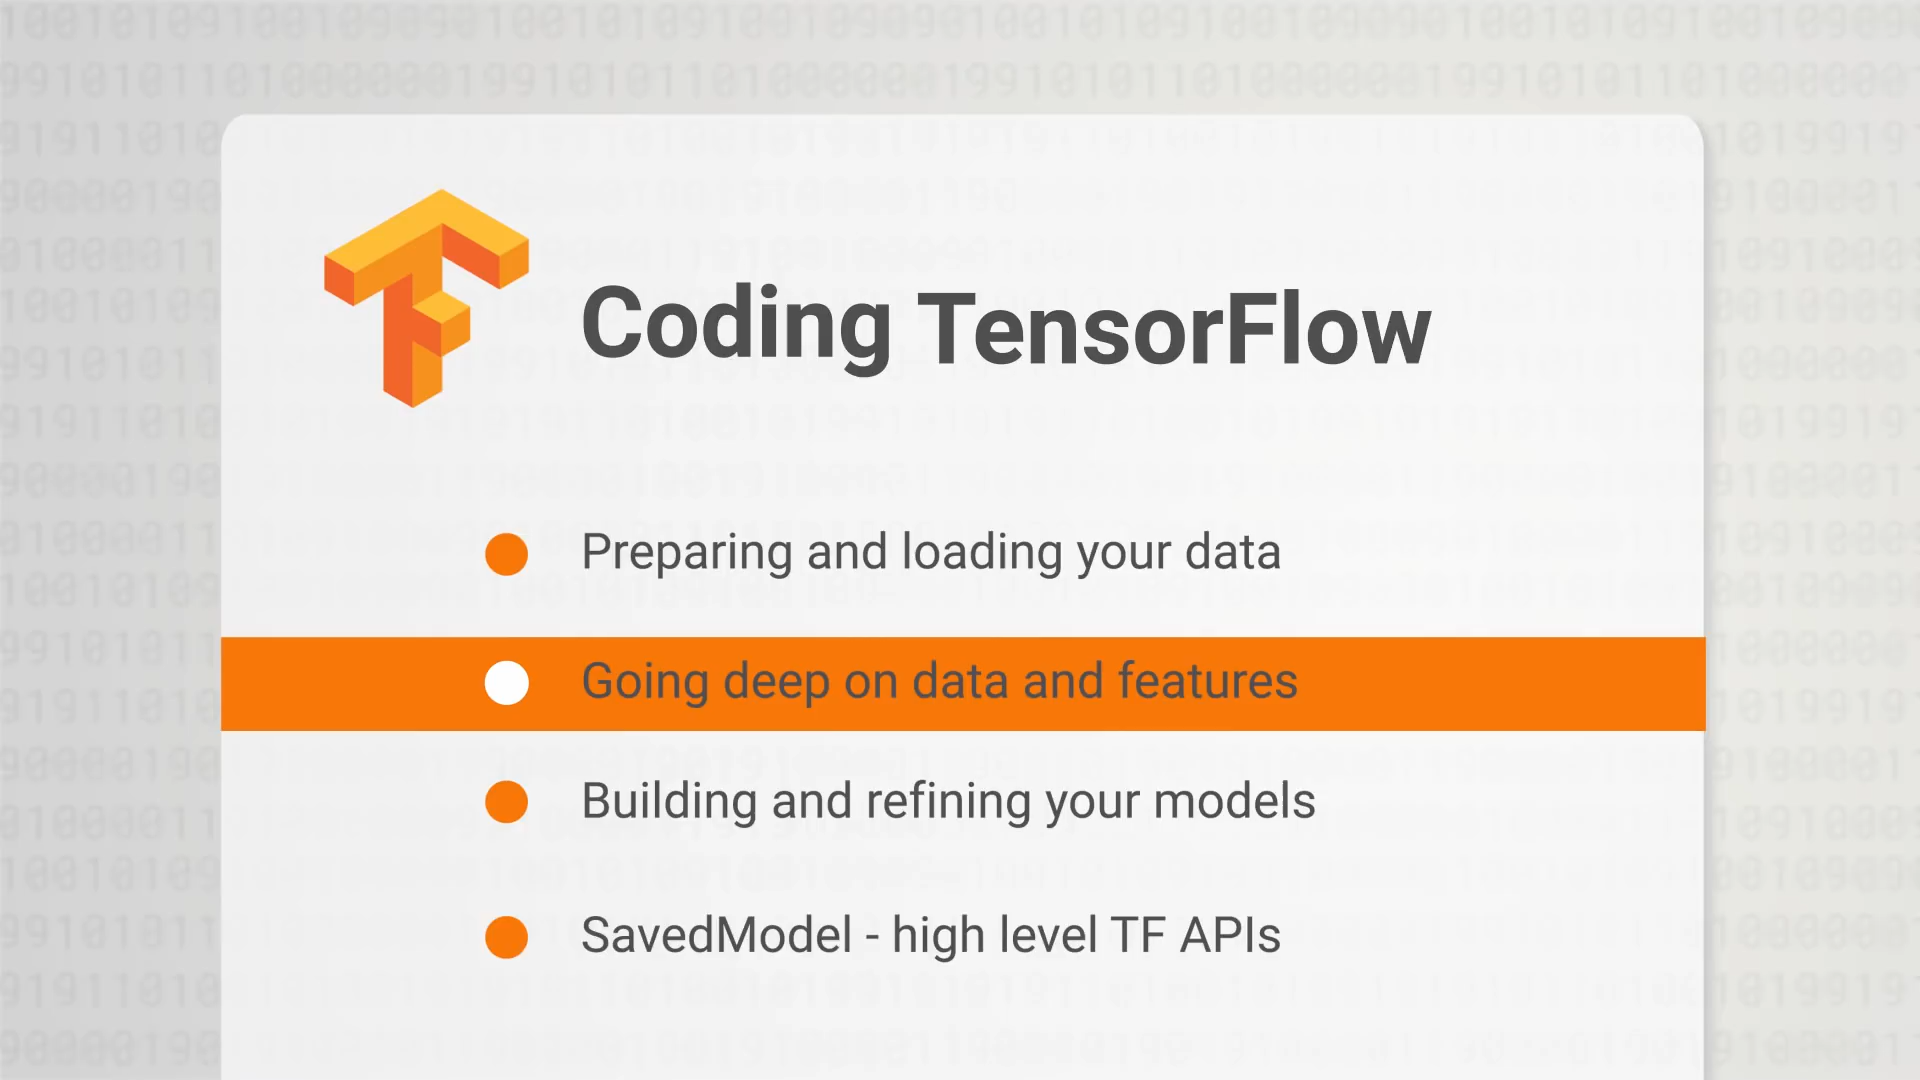 Coding TensorFlow
Preparing and loading your data
Going deep on data and features
Building and refining your models
SavedModel - high level TF APIs